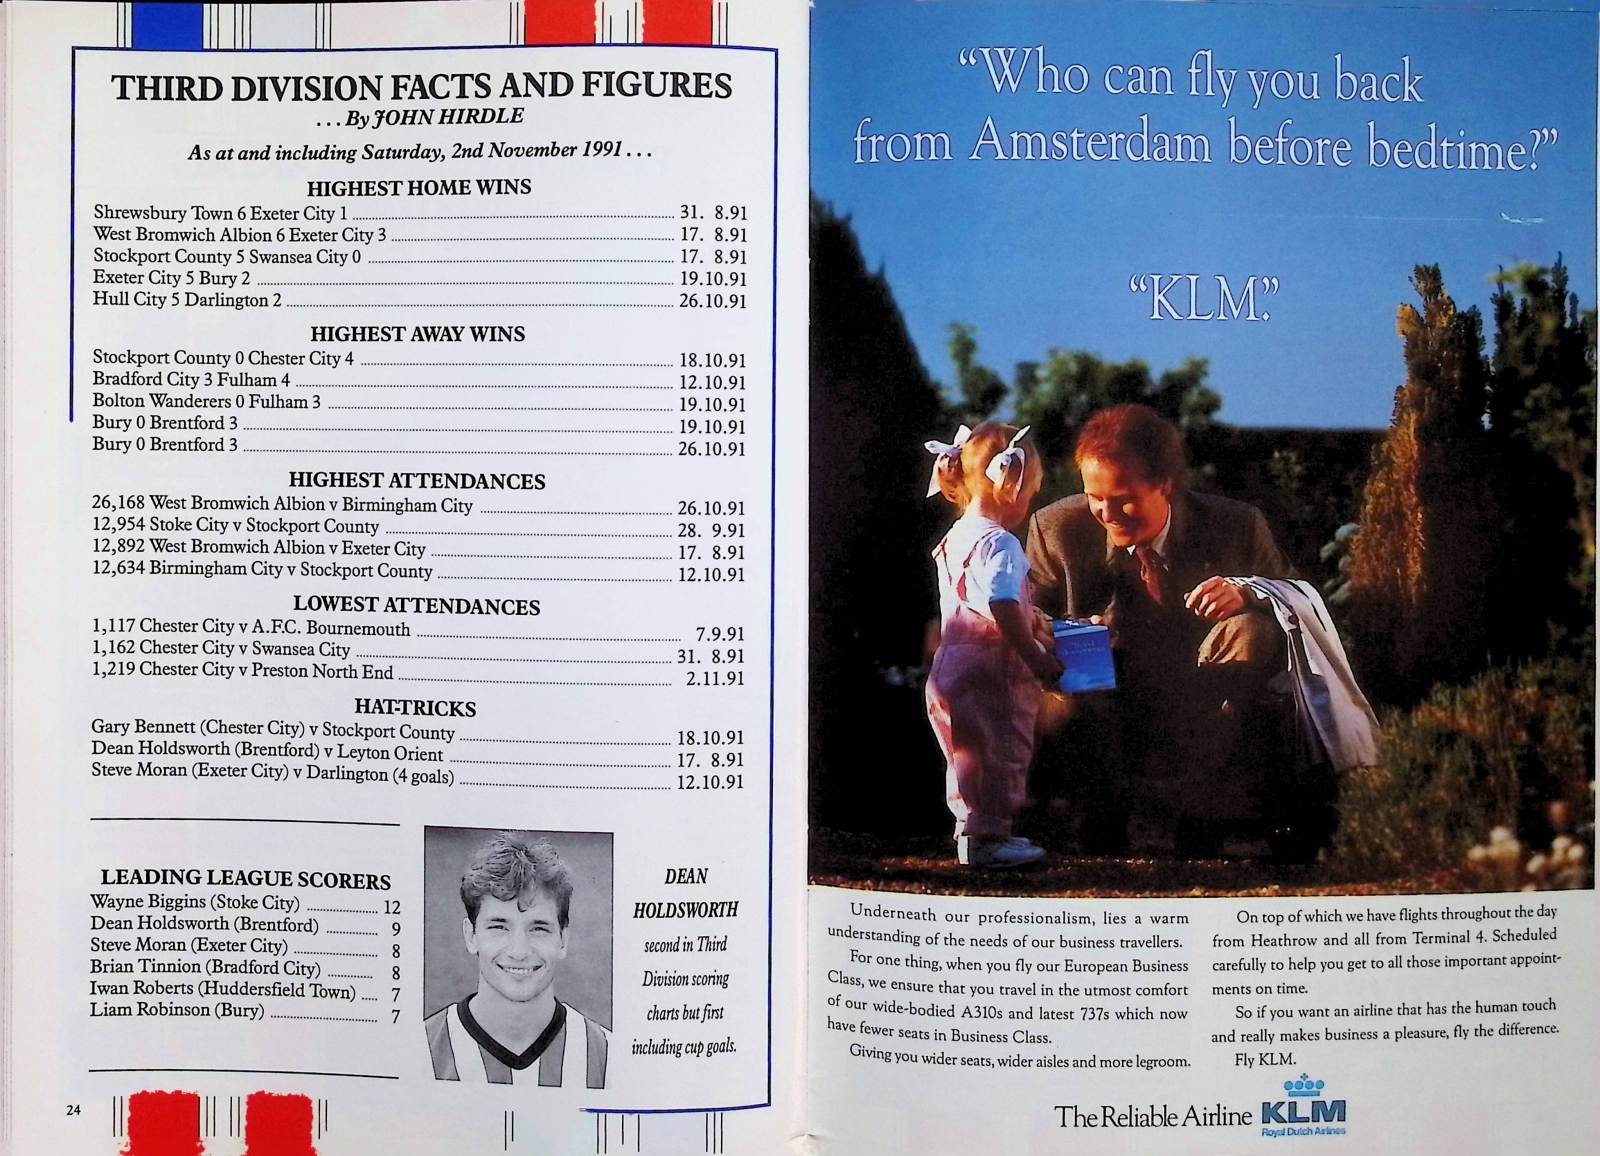 THIRD DIVISION FACTS AND FIGURES
...By JOHN HIRDLE
As at and including Saturday, 2nd November 1991...
HIGHEST HOME WINS
Shrewsbury Town 6 Exeter City 1 31. 8.91
West Bromwich Albion 6 Exeter City 3 17. 8.91
Stockport County 5 Swansea City 0 17. 8.91
Exeter City 5 Bury 2 19.10.91
Hull City 5 Darlington 2 26.10.91
HIGHEST AWAY WINS
Stockport County 0 Chester City 4 18.10.91
Bradford City 3 Fulham 4 12.10.91
Bolton Wanderers 0 Fulham 3 19.10.91
Bury 0 Brentford 3 19.10.91
Bury 0 Brentford 3 26.10.91
HIGHEST ATTENDANCES
26,168 West Bromwich Albion v Birmingham City 26.10.91
12,954 Stoke City v Stockport County 28. 9.91
12,892 West Bromwich Albion v Exeter City 17. 8.91
12,634 Birmingham City v Stockport County 12.10.91
LOWEST ATTENDANCES
1,117 Chester City v A.F.C. Bournemouth 7.9.91
1,162 Chester City v Swansea City 31. 8.91
1,219 Chester City v Preston North End 2.11.91
HAT-TRICKS
Gary Bennett (Chester City) v Stockport County 18.10.91
Dean Holdsworth (Brentford) v Leyton Orient 17. 8.91
Steve Moran (Exeter City) v Darlington (4 goals) 12.10.91
LEADING LEAGUE SCORERS
Wayne Biggins (Stoke City) 12
Dean Holdsworth (Brentford) 9
Steve Moran (Exeter City) 8
Brian Tinnion (Bradford City) 8
Iwan Roberts (Huddersfield Town) 7
Liam Robinson (Bury) 7
DEAN
HOLDSWORTH
second in Third
Division scoring
charts but first
including cup goals.
24
“Who can fly you back
from Amsterdam before bedtime?”
“KLM.”
Underneath our professionalism, lies a warm
understanding of the needs of our business travellers.
For one thing, when you fly our European Business
Class, we ensure that you travel in the utmost comfort
of our wide-bodied A310s and latest 737s which now
have fewer seats in Business Class.
Giving you wider seats, wider aisles and more legroom.
On top of which we have flights throughout the day
from Heathrow and all from Terminal 4. Scheduled
carefully to help you get to all those important appoint-
ments on time.
So if you want an airline that has the human touch
and really makes business a pleasure, fly the difference.
Fly KLM.
The Reliable Airline KLM
Royal Dutch Airlines